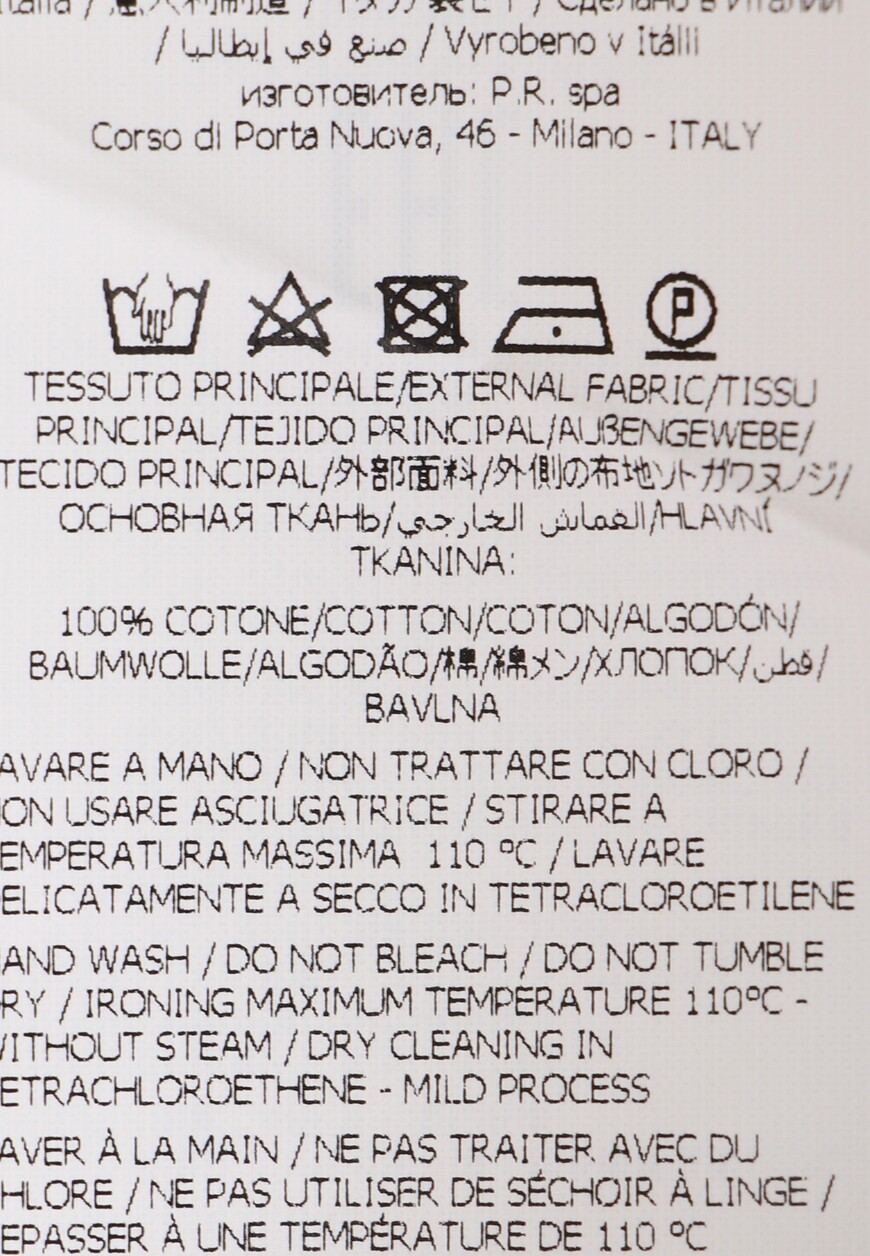 / صنع في إيطاليا / Vyrobeno v Itálii
изготовитель: P.R. spa
Corso di Porta Nuova, 46 - Milano - ITALY
P
TESSUTO PRINCIPALE/EXTERNAL FABRIC/TISSU
PRINCIPAL/TEJIDO PRINCIPAL/AUßENGEWEBE/
TECIDO PRINCIPAL/外部面料/外側の布地ソトガワヌノジ/
ОСНОВНАЯ ТКАНЬ/القماش الخارجي/HLAVNÍ
TKANINA:
100% COTONE/COTTON/COTON/ALGODÓN/
BAUMWOLLE/ALGODÃO/棉/綿メン/ХЛОПОК/قطن/
BAVLNA
AVARE A MANO / NON TRATTARE CON CLORO /
ON USARE ASCIUGATRICE / STIRARE A
EMPERATURA MASSIMA 110 °C / LAVARE
ELICATAMENTE A SECCO IN TETRACLOROETILENE
AND WASH / DO NOT BLEACH / DO NOT TUMBLE
RY / IRONING MAXIMUM TEMPERATURE 110°C -
ITHOUT STEAM / DRY CLEANING IN
ETRACHLOROETHENE - MILD PROCESS
AVER À LA MAIN / NE PAS TRAITER AVEC DU
HLORE / NE PAS UTILISER DE SÉCHOIR À LINGE /
EPASSER À UNE TEMPÉRATURE DE 110 °C